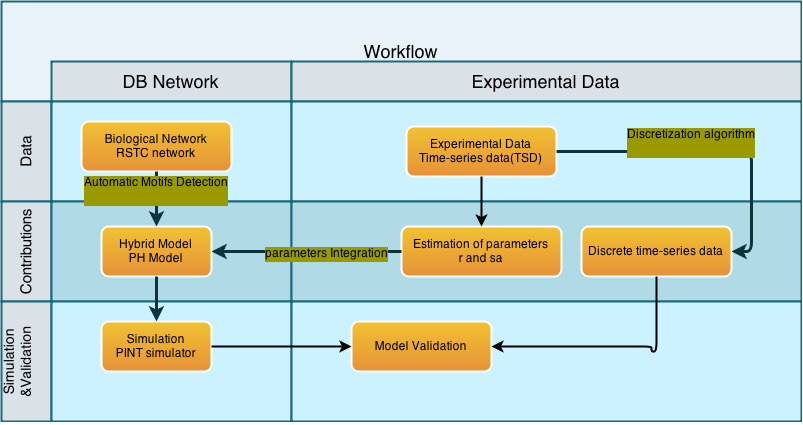 Workflow
DB Network
Experimental Data
Data
Biological Network
RSTC network
Experimental Data
Time-series data(TSD)
Discretization algorithm
Automatic Motifs Detection
Contributions
Hybrid Model
PH Model
parameters Integration
Estimation of parameters
r and sa
Discrete time-series data
Simulation
&Validation
Simulation
PINT simulator
Model Validation